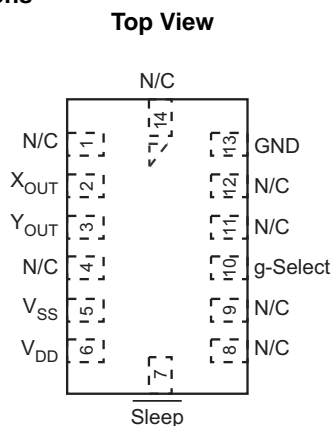 ons
Top View
N/C
14
N/C 1 13 GND
XOUT 2 12 N/C
YOUT 3 11 N/C
N/C 4 10 g-Select
VSS 5 9 N/C
VDD 6 8 N/C
7
Sleep